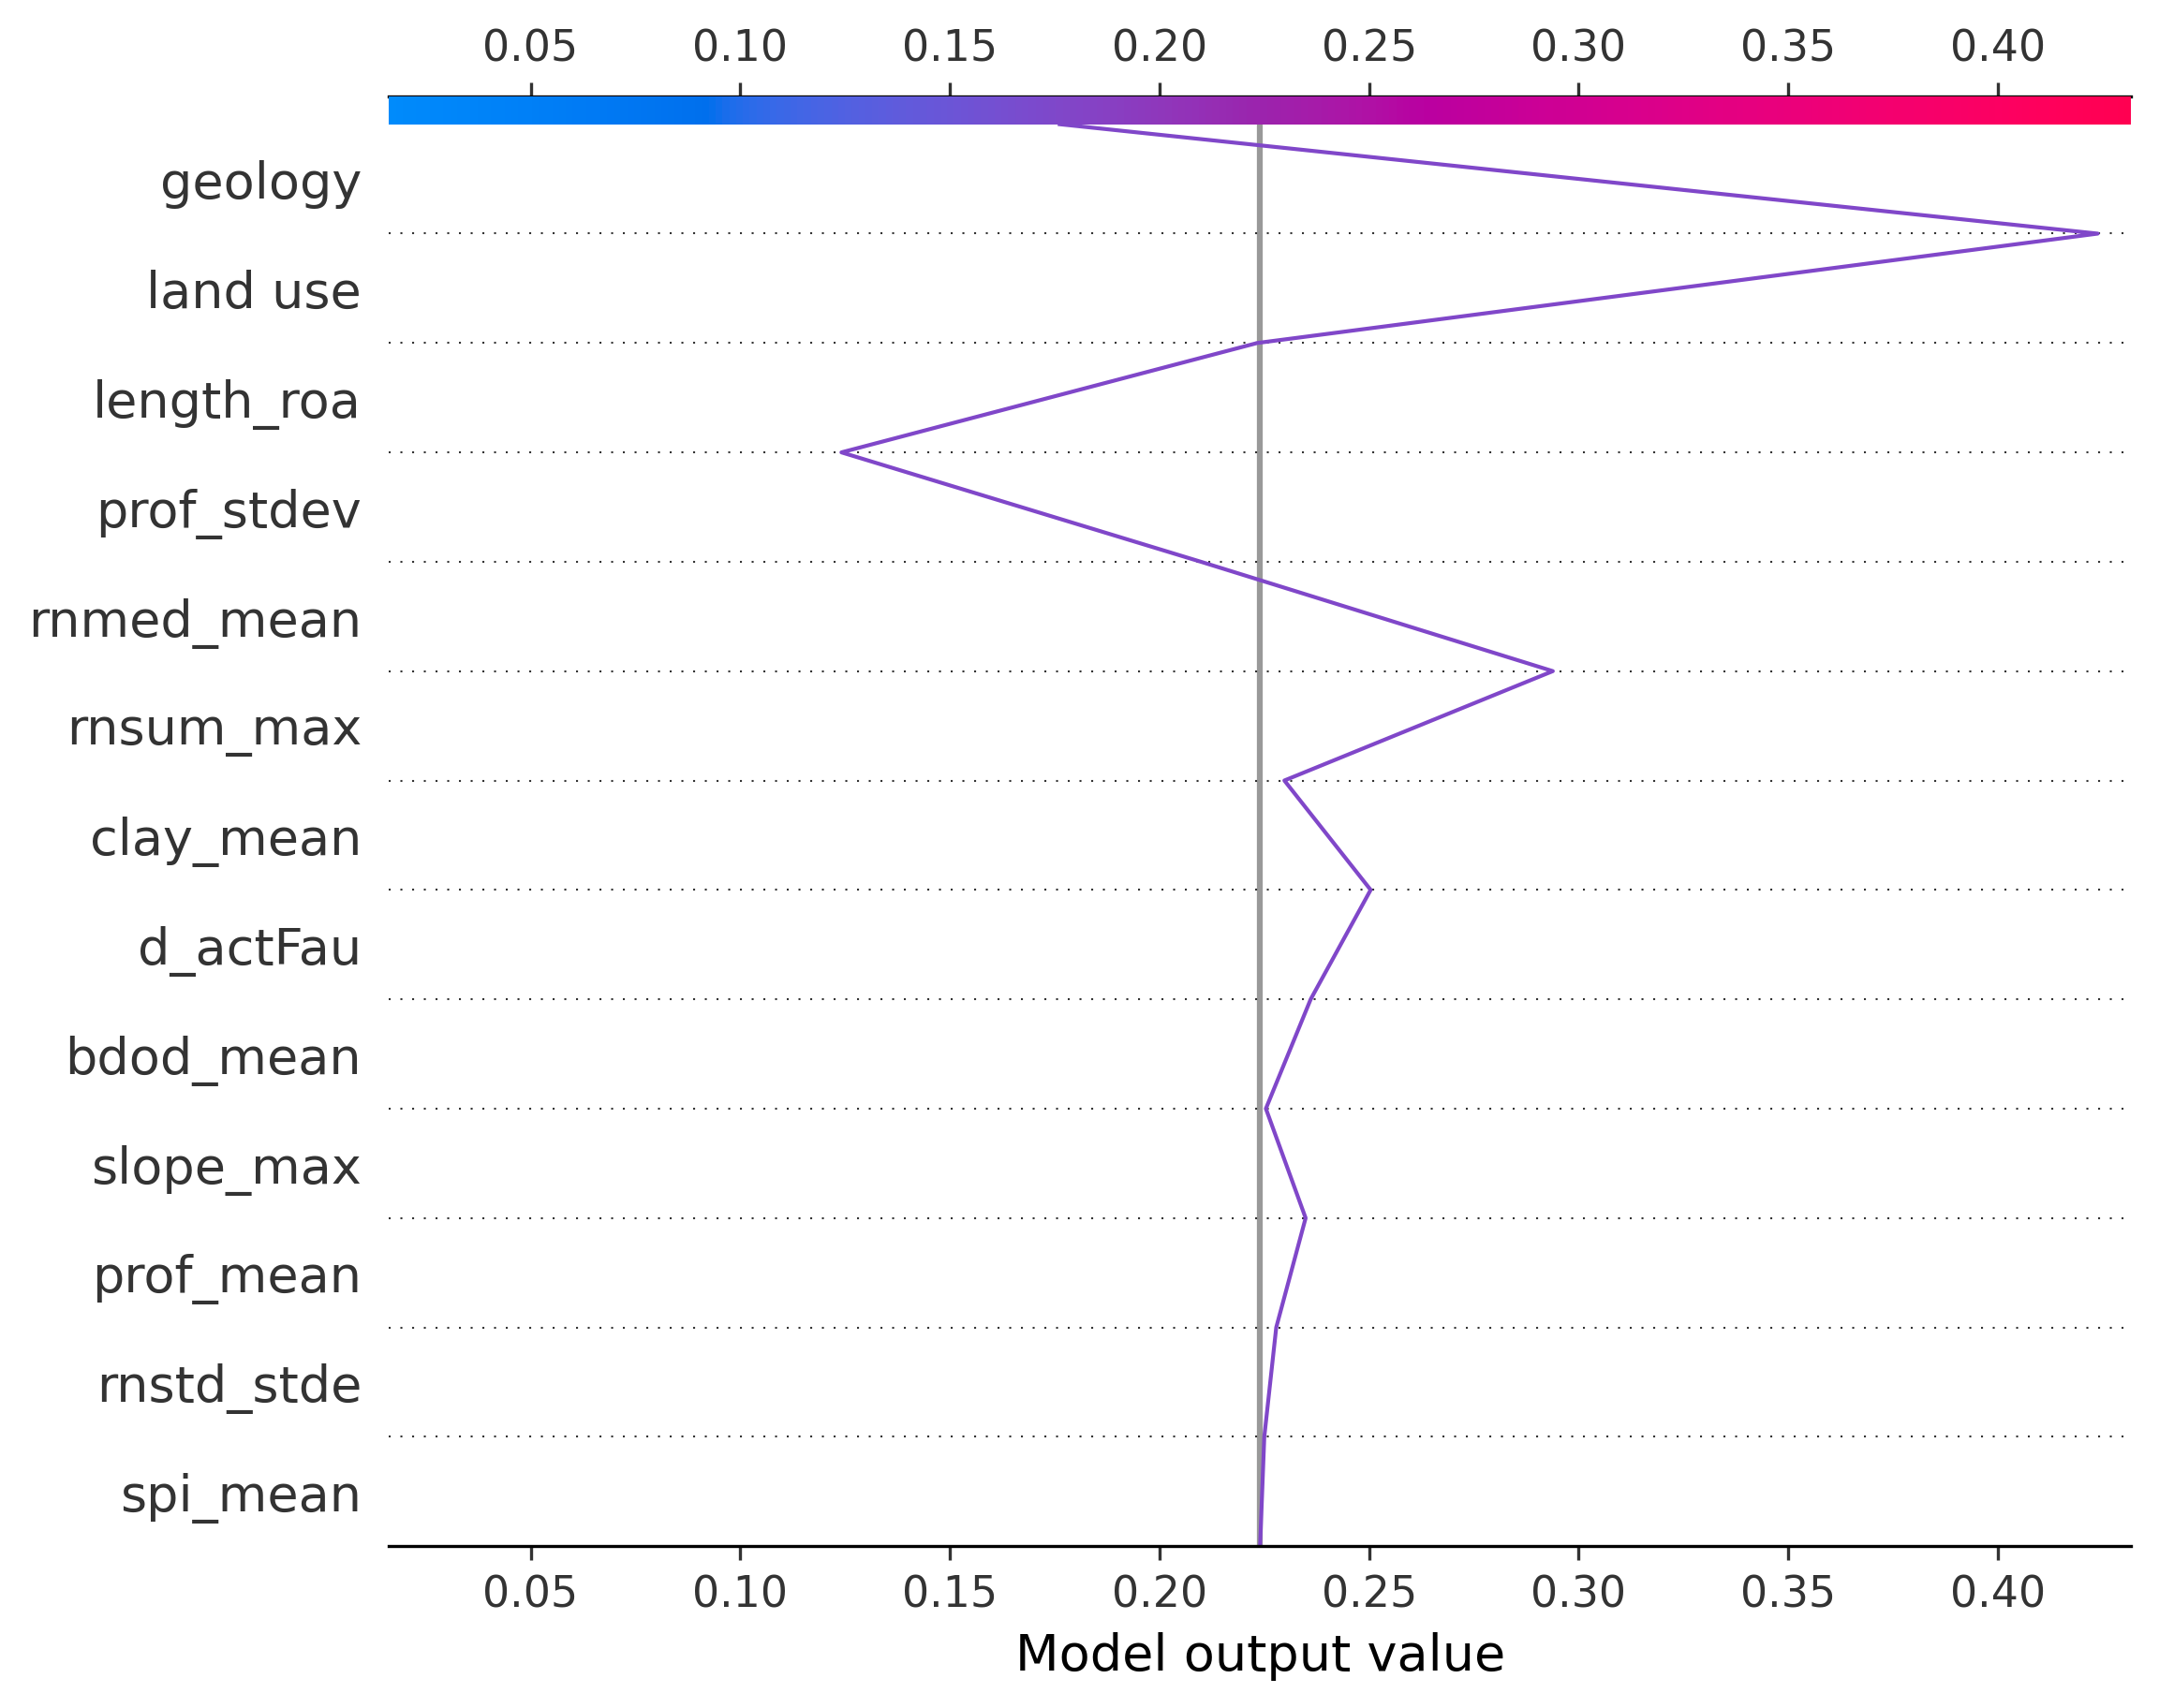 0.05 0.10 0.15 0.20 0.25 0.30 0.35 0.40
geology
land use
length_roa
prof_stdev
rnmed_mean
rnsum_max
clay_mean
d_actFau
bdod_mean
slope_max
prof_mean
rnstd_stde
spi_mean
0.05 0.10 0.15 0.20 0.25 0.30 0.35 0.40
Model output value